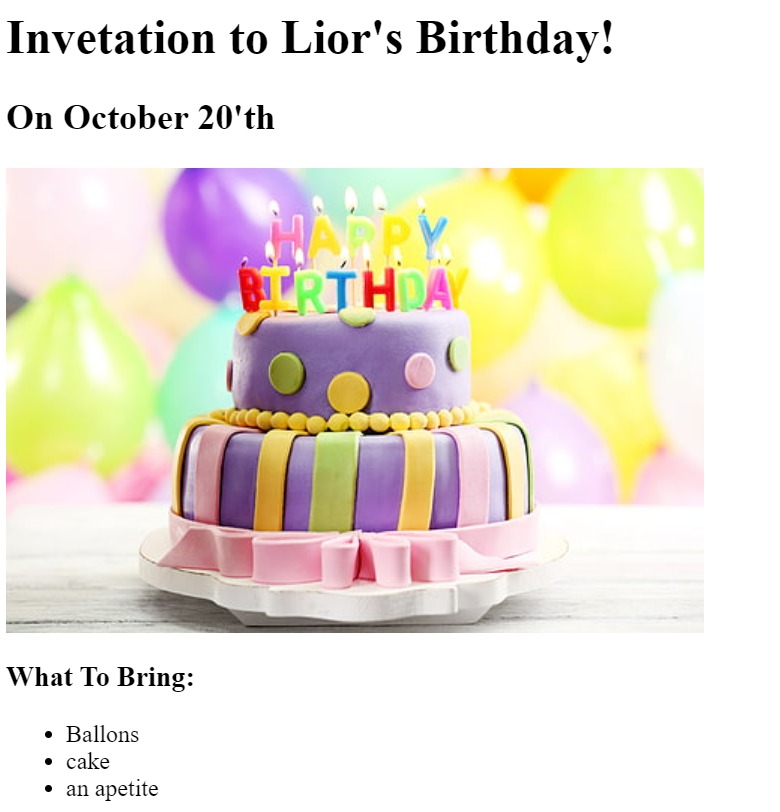 Invetation to Lior's Birthday!
On October 20'th
HAPPY
BIRTHDAY
What To Bring:
Ballons
cake
an apetite